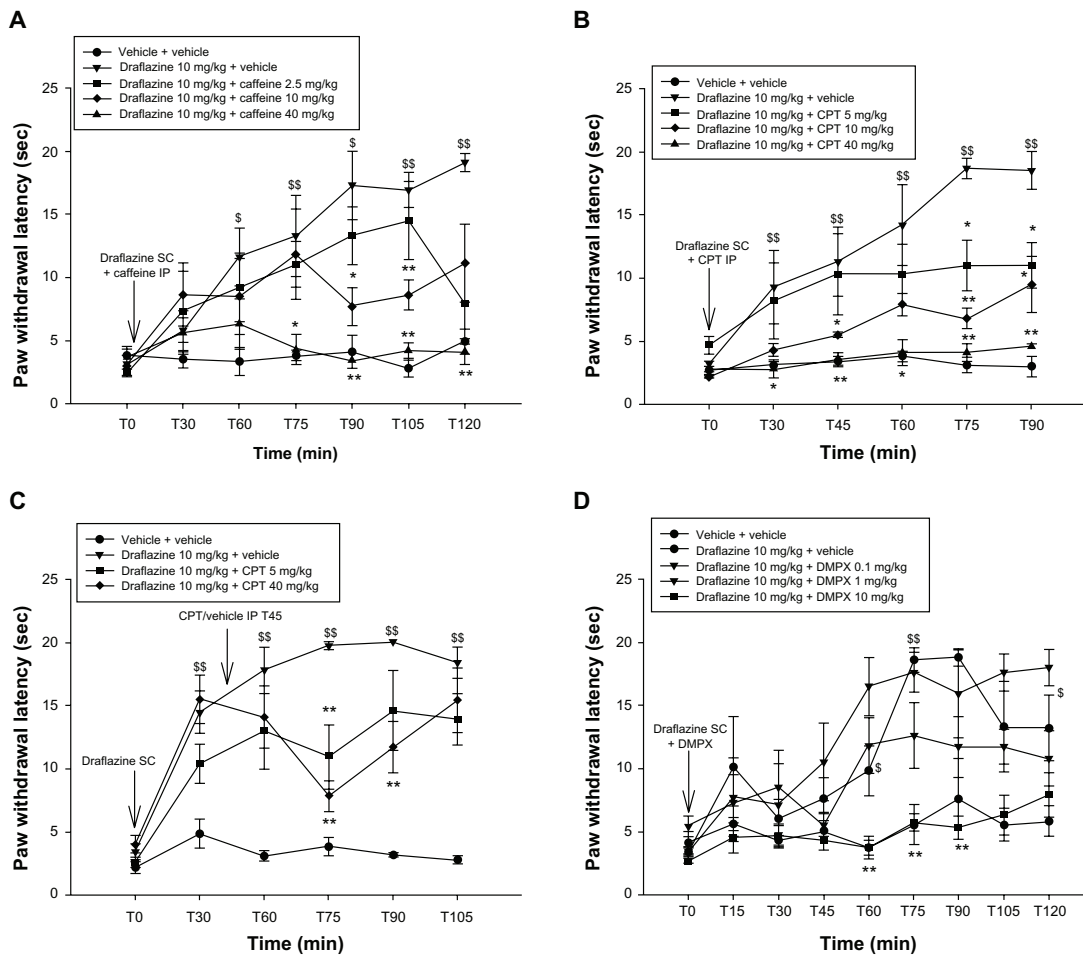 A
Vehicle + vehicle
Draflazine 10 mg/kg + vehicle
Draflazine 10 mg/kg + caffeine 2.5 mg/kg
Draflazine 10 mg/kg + caffeine 10 mg/kg
Draflazine 10 mg/kg + caffeine 40 mg/kg
Paw withdrawal latency (sec)
25
20
15
10
5
0
Draflazine SC
+ caffeine IP
$
$$
$
$$
$$
*
*
**
**
**
**
T0 T30 T60 T75 T90 T105 T120
Time (min)
B
Vehicle + vehicle
Draflazine 10 mg/kg + vehicle
Draflazine 10 mg/kg + CPT 5 mg/kg
Draflazine 10 mg/kg + CPT 10 mg/kg
Draflazine 10 mg/kg + CPT 40 mg/kg
Paw withdrawal latency (sec)
25
20
15
10
5
0
Draflazine SC
+ CPT IP
$$
$$
$$
$$
$$
*
*
*
**
*
**
**
*
**
*
T0 T30 T45 T60 T75 T90
Time (min)
C
Vehicle + vehicle
Draflazine 10 mg/kg + vehicle
Draflazine 10 mg/kg + CPT 5 mg/kg
Draflazine 10 mg/kg + CPT 40 mg/kg
Paw withdrawal latency (sec)
25
20
15
10
5
0
CPT/vehicle IP T45
Draflazine SC
$$
$$
$$
$$
$$
**
**
**
T0 T30 T60 T75 T90 T105
Time (min)
D
Vehicle + vehicle
Draflazine 10 mg/kg + vehicle
Draflazine 10 mg/kg + DMPX 0.1 mg/kg
Draflazine 10 mg/kg + DMPX 1 mg/kg
Draflazine 10 mg/kg + DMPX 10 mg/kg
Paw withdrawal latency (sec)
25
20
15
10
5
0
Draflazine SC
+ DMPX
$$
$
$
**
**
**
T0 T15 T30 T45 T60 T75 T90 T105 T120
Time (min)